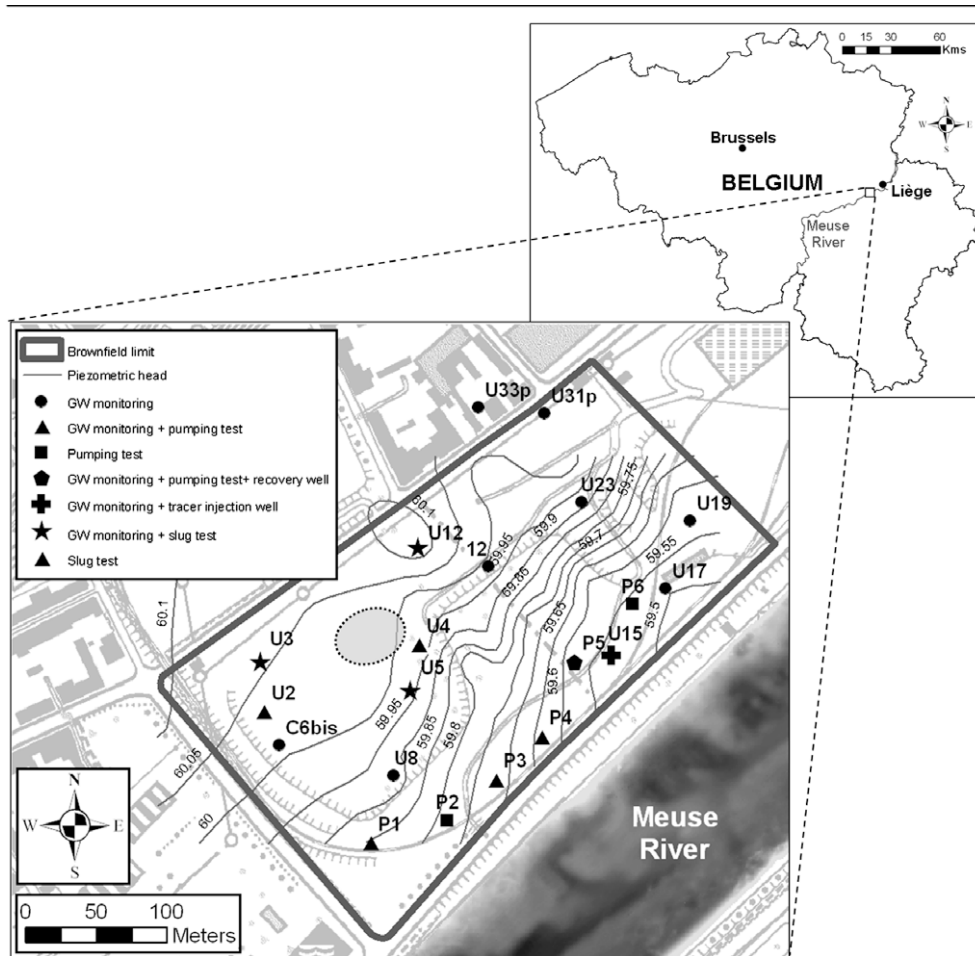 0 15 30 60
Kms
N
W E
S
Brussels
BELGIUM
Liège
Meuse
River
Brownfield limit
Piezometric head
GW monitoring
GW monitoring + pumping test
Pumping test
GW monitoring + pumping test+ recovery well
GW monitoring + tracer injection well
GW monitoring + slug test
Slug test
U33p
U31p
59.75
U23
U19
60.1
59.9
U12
12
59.95
59.7
59.55
59.85
U17
60.1
P6
59.65
59.5
U3
U4
P5
U15
U5
59.6
U2
59.95
C6bis
59.85
59.8
P4
60.05
U8
P3
60
P2
P1
Meuse
River
N
W E
S
0 50 100
Meters